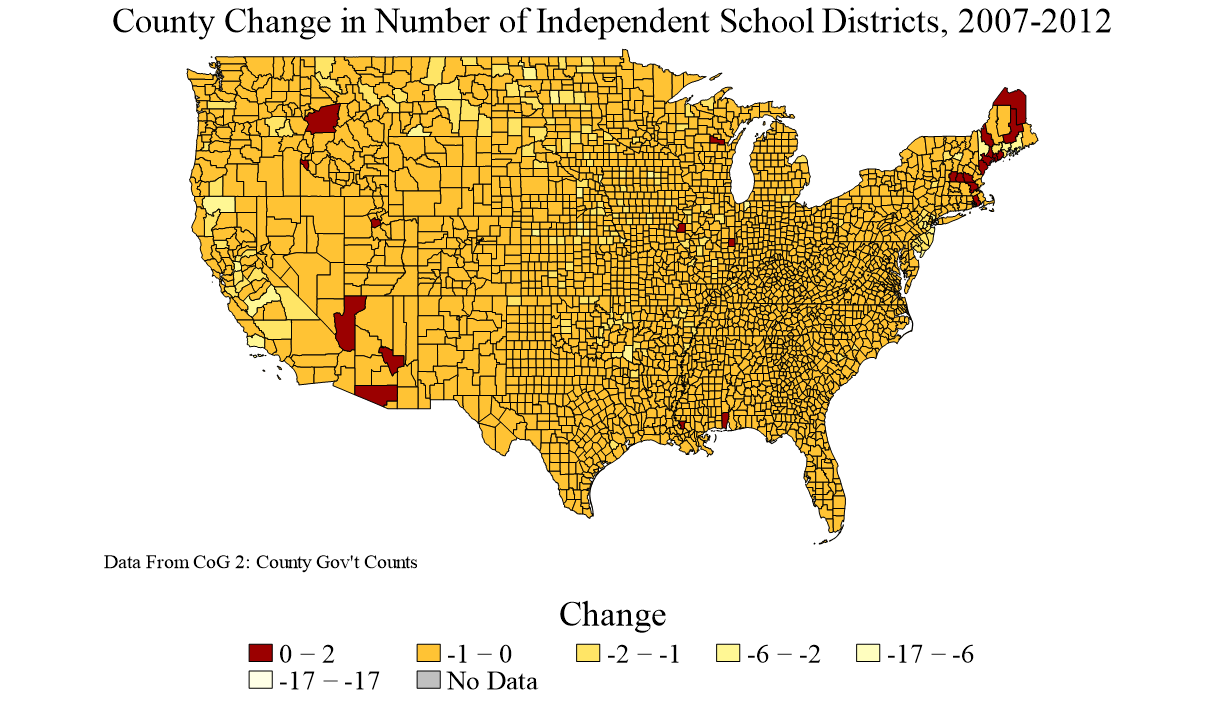 County Change in Number of Independent School Districts, 2007-2012
Data From CoG 2: County Gov't Counts
Change
0 − 2 -1 − 0 -2 − -1 -6 − -2 -17 − -6
-17 − -17 No Data